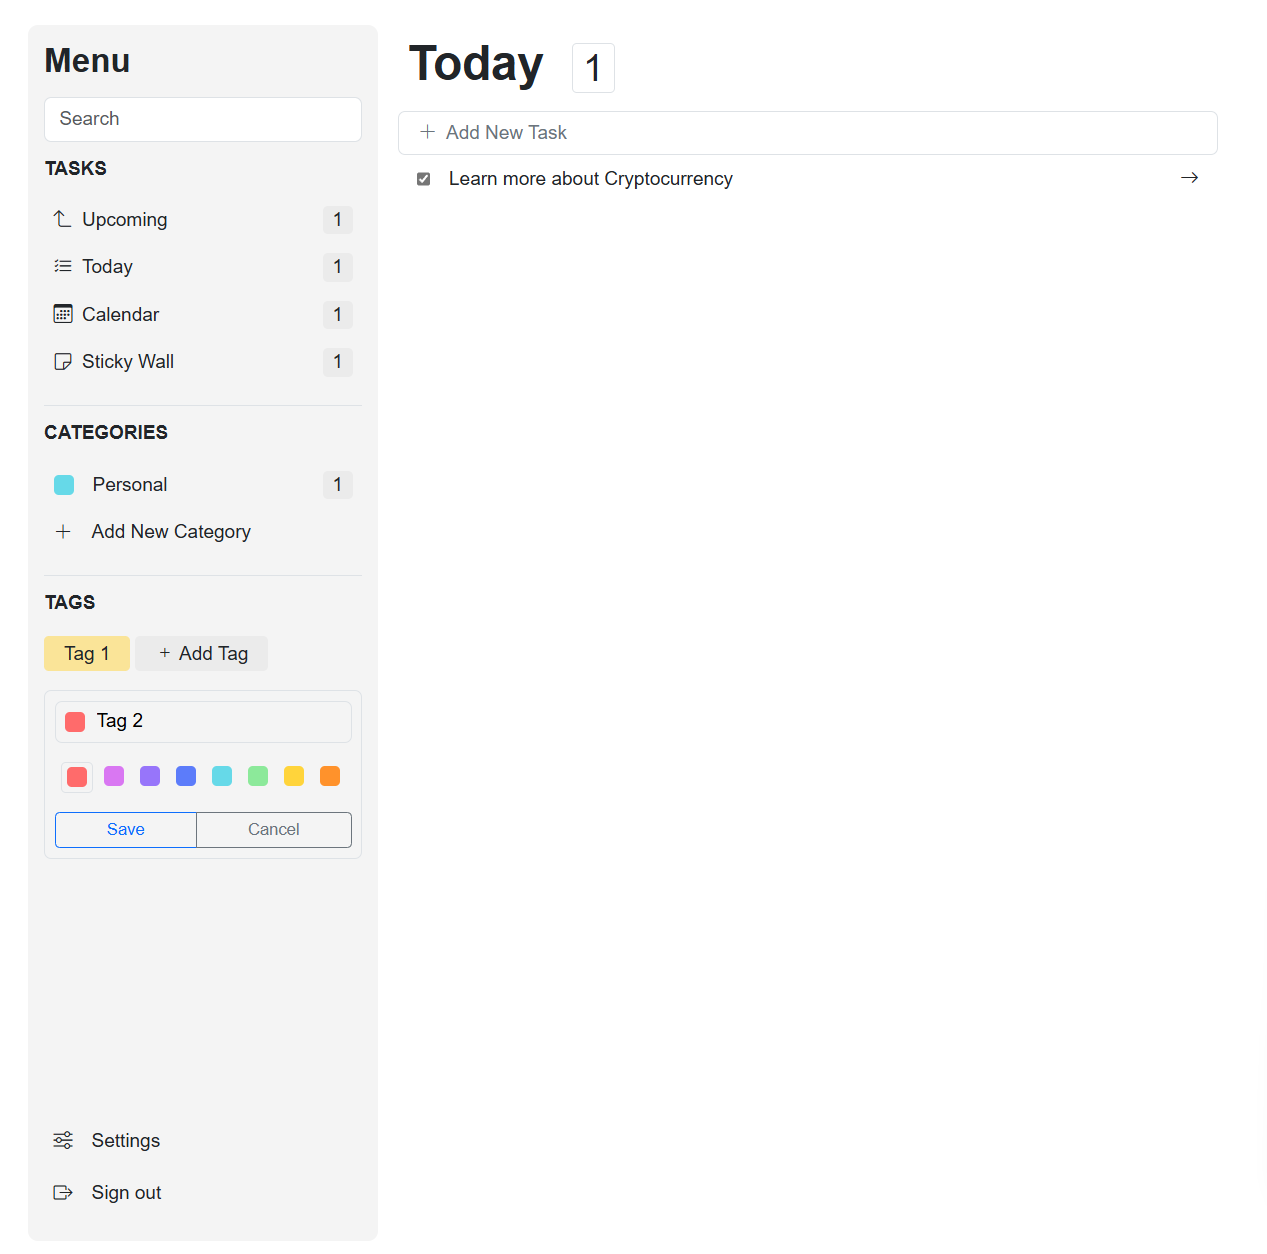 Menu
Search
TASKS
Upcoming 1
Today 1
Calendar 1
Sticky Wall 1
CATEGORIES
Personal 1
Add New Category
TAGS
Tag 1 + Add Tag
Tag 2
Save Cancel
Settings
Sign out
Today 1
Add New Task
Learn more about Cryptocurrency